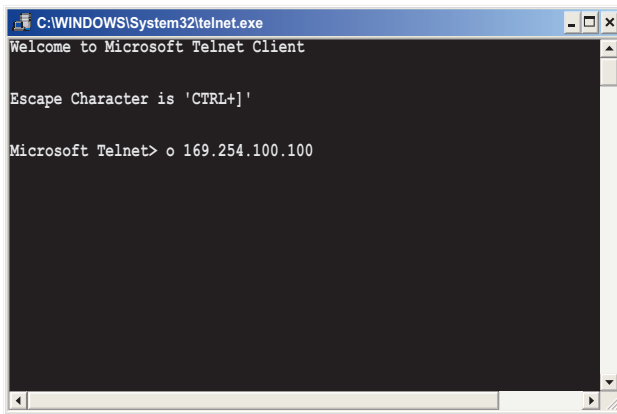 C:\WINDOWS\System32\telnet.exe
Welcome to Microsoft Telnet Client
Escape Character is 'CTRL+]'
Microsoft Telnet> o 169.254.100.100